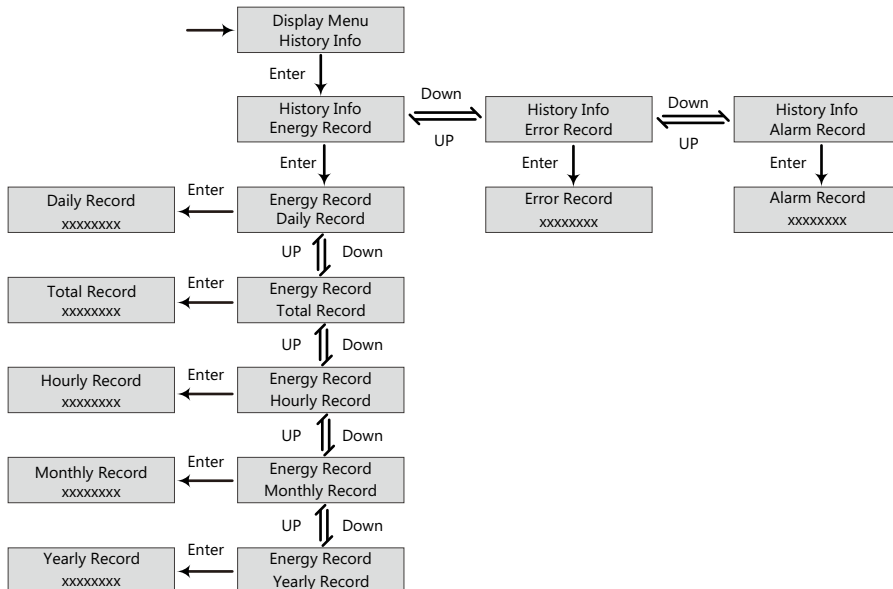 Display Menu
History Info
Enter
Down
History Info
Energy Record
History Info
Error Record
Down
History Info
Alarm Record
UP
UP
Enter
Enter
Enter
Daily Record
xxxxxxxx
Enter
Energy Record
Daily Record
Error Record
xxxxxxxx
Alarm Record
xxxxxxxx
UP
Down
Total Record
xxxxxxxx
Enter
Energy Record
Total Record
UP
Down
Hourly Record
xxxxxxxx
Enter
Energy Record
Hourly Record
UP
Down
Monthly Record
xxxxxxxx
Enter
Energy Record
Monthly Record
UP
Down
Yearly Record
xxxxxxxx
Enter
Energy Record
Yearly Record